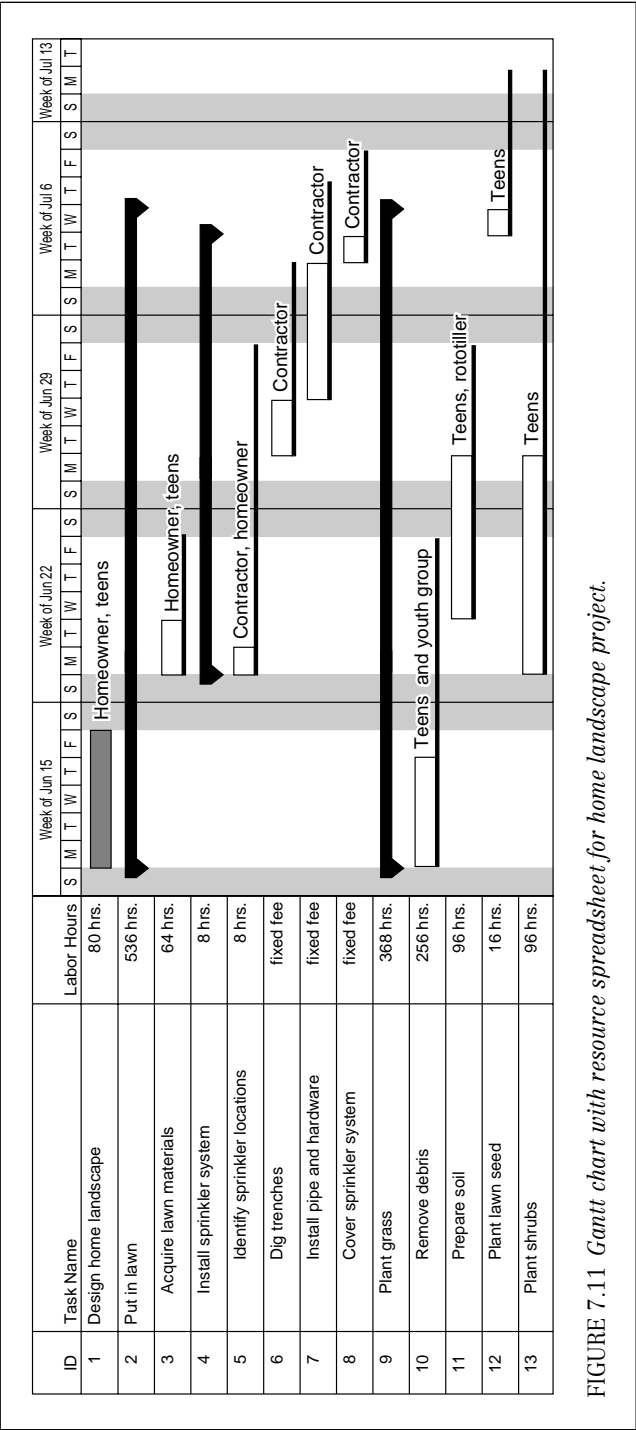 Week of Jun 15 Week of Jun 22 Week of Jun 29 Week of Jul 6 Week of Jul 13
ID Task Name Labor Hours S M T W T F S S M T W T F S S M T W T F S S M T W T F S S M T
1 Design home landscape 80 hrs. Homeowner, teens
2 Put in lawn 536 hrs.
3 Acquire lawn materials 64 hrs. Homeowner, teens
4 Install sprinkler system 8 hrs.
5 Identify sprinkler locations 8 hrs. Contractor, homeowner
6 Dig trenches fixed fee Contractor
7 Install pipe and hardware fixed fee Contractor
8 Cover sprinkler system fixed fee Contractor
9 Plant grass 368 hrs.
10 Remove debris 256 hrs. Teens and youth group
11 Prepare soil 96 hrs. Teens, rototiller
12 Plant lawn seed 16 hrs. Teens
13 Plant shrubs 96 hrs. Teens
FIGURE 7.11 Gantt chart with resource spreadsheet for home landscape project.